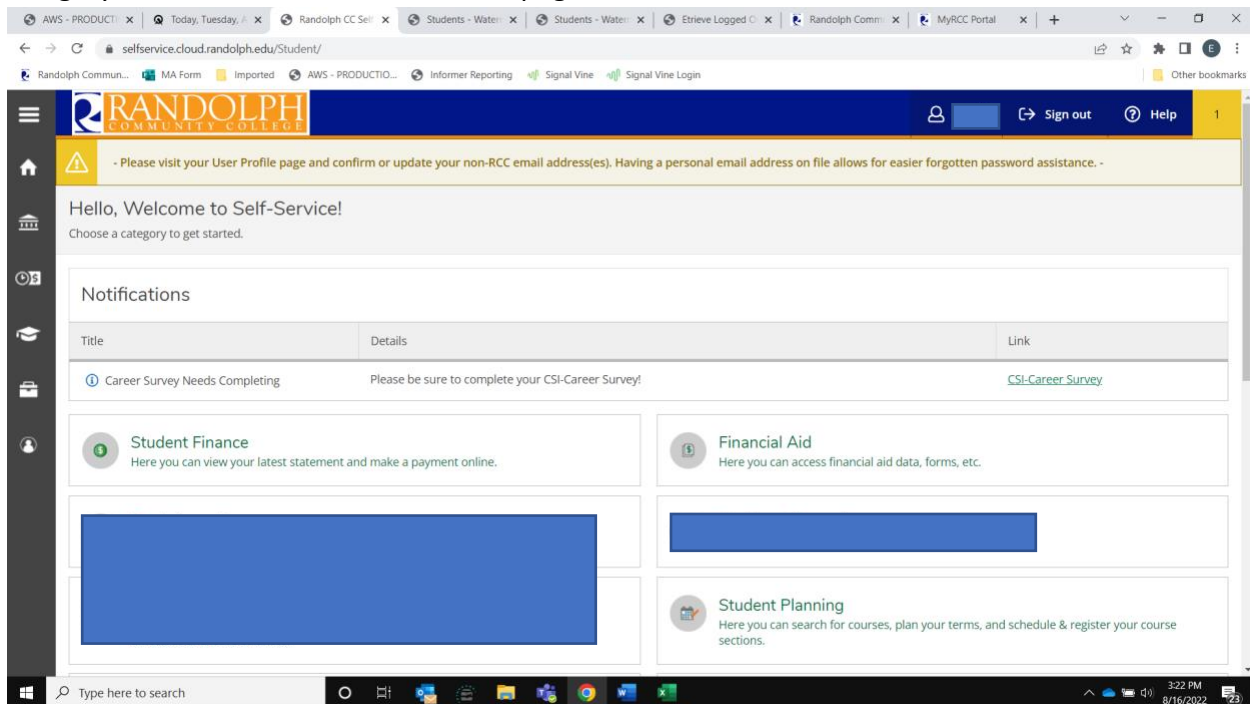 AWS - PRODUCTI
Today, Tuesday, A
Randolph CC Self
Students - Water
Students - Water
Etrieve Logged O
Randolph Comm
MyRCC Portal
selfservice.cloud.randolph.edu/Student/
E
Randolph Commun...
MA Form
Imported
AWS - PRODUCTIO...
Informer Reporting
Signal Vine
Signal Vine Login
Other bookmarks
RANDOLPH
COMMUNITY COLLEGE
Sign out
Help
1
- Please visit your User Profile page and confirm or update your non-RCC email address(es). Having a personal email address on file allows for easier forgotten password assistance. -
Hello, Welcome to Self-Service!
Choose a category to get started.
Notifications
Title Details Link
Career Survey Needs Completing Please be sure to complete your CSI-Career Survey! CSI-Career Survey
Student Finance
Here you can view your latest statement and make a payment online.
Financial Aid
Here you can access financial aid data, forms, etc.
Student Planning
Here you can search for courses, plan your terms, and schedule & register your course
sections.
Type here to search
3:22 PM
8/16/2022
23